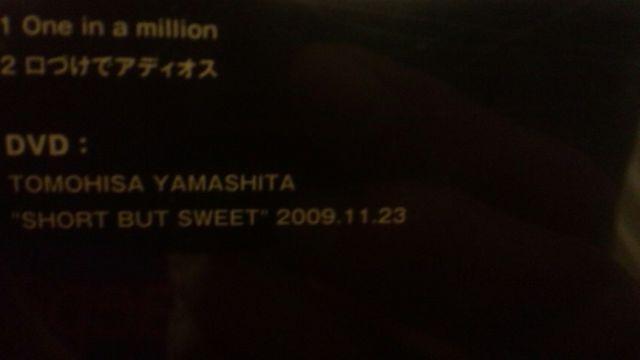 1 One in a million
2 口づけでアディオス
DVD :
TOMOHISA YAMASHITA
"SHORT BUT SWEET" 2009.11.23